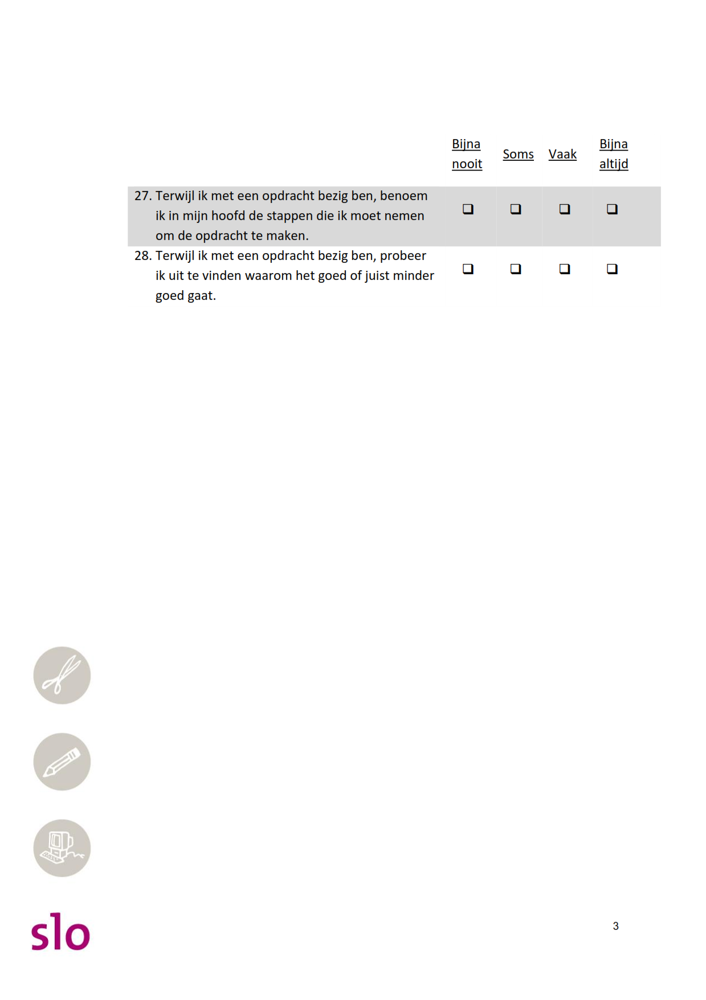 Bijna
nooit
Soms
Vaak
Bijna
altijd
27. Terwijl ik met een opdracht bezig ben, benoem
ik in mijn hoofd de stappen die ik moet nemen
om de opdracht te maken.
❑ ❑ ❑ ❑
28. Terwijl ik met een opdracht bezig ben, probeer
ik uit te vinden waarom het goed of juist minder
goed gaat.
❑ ❑ ❑ ❑
slo
3